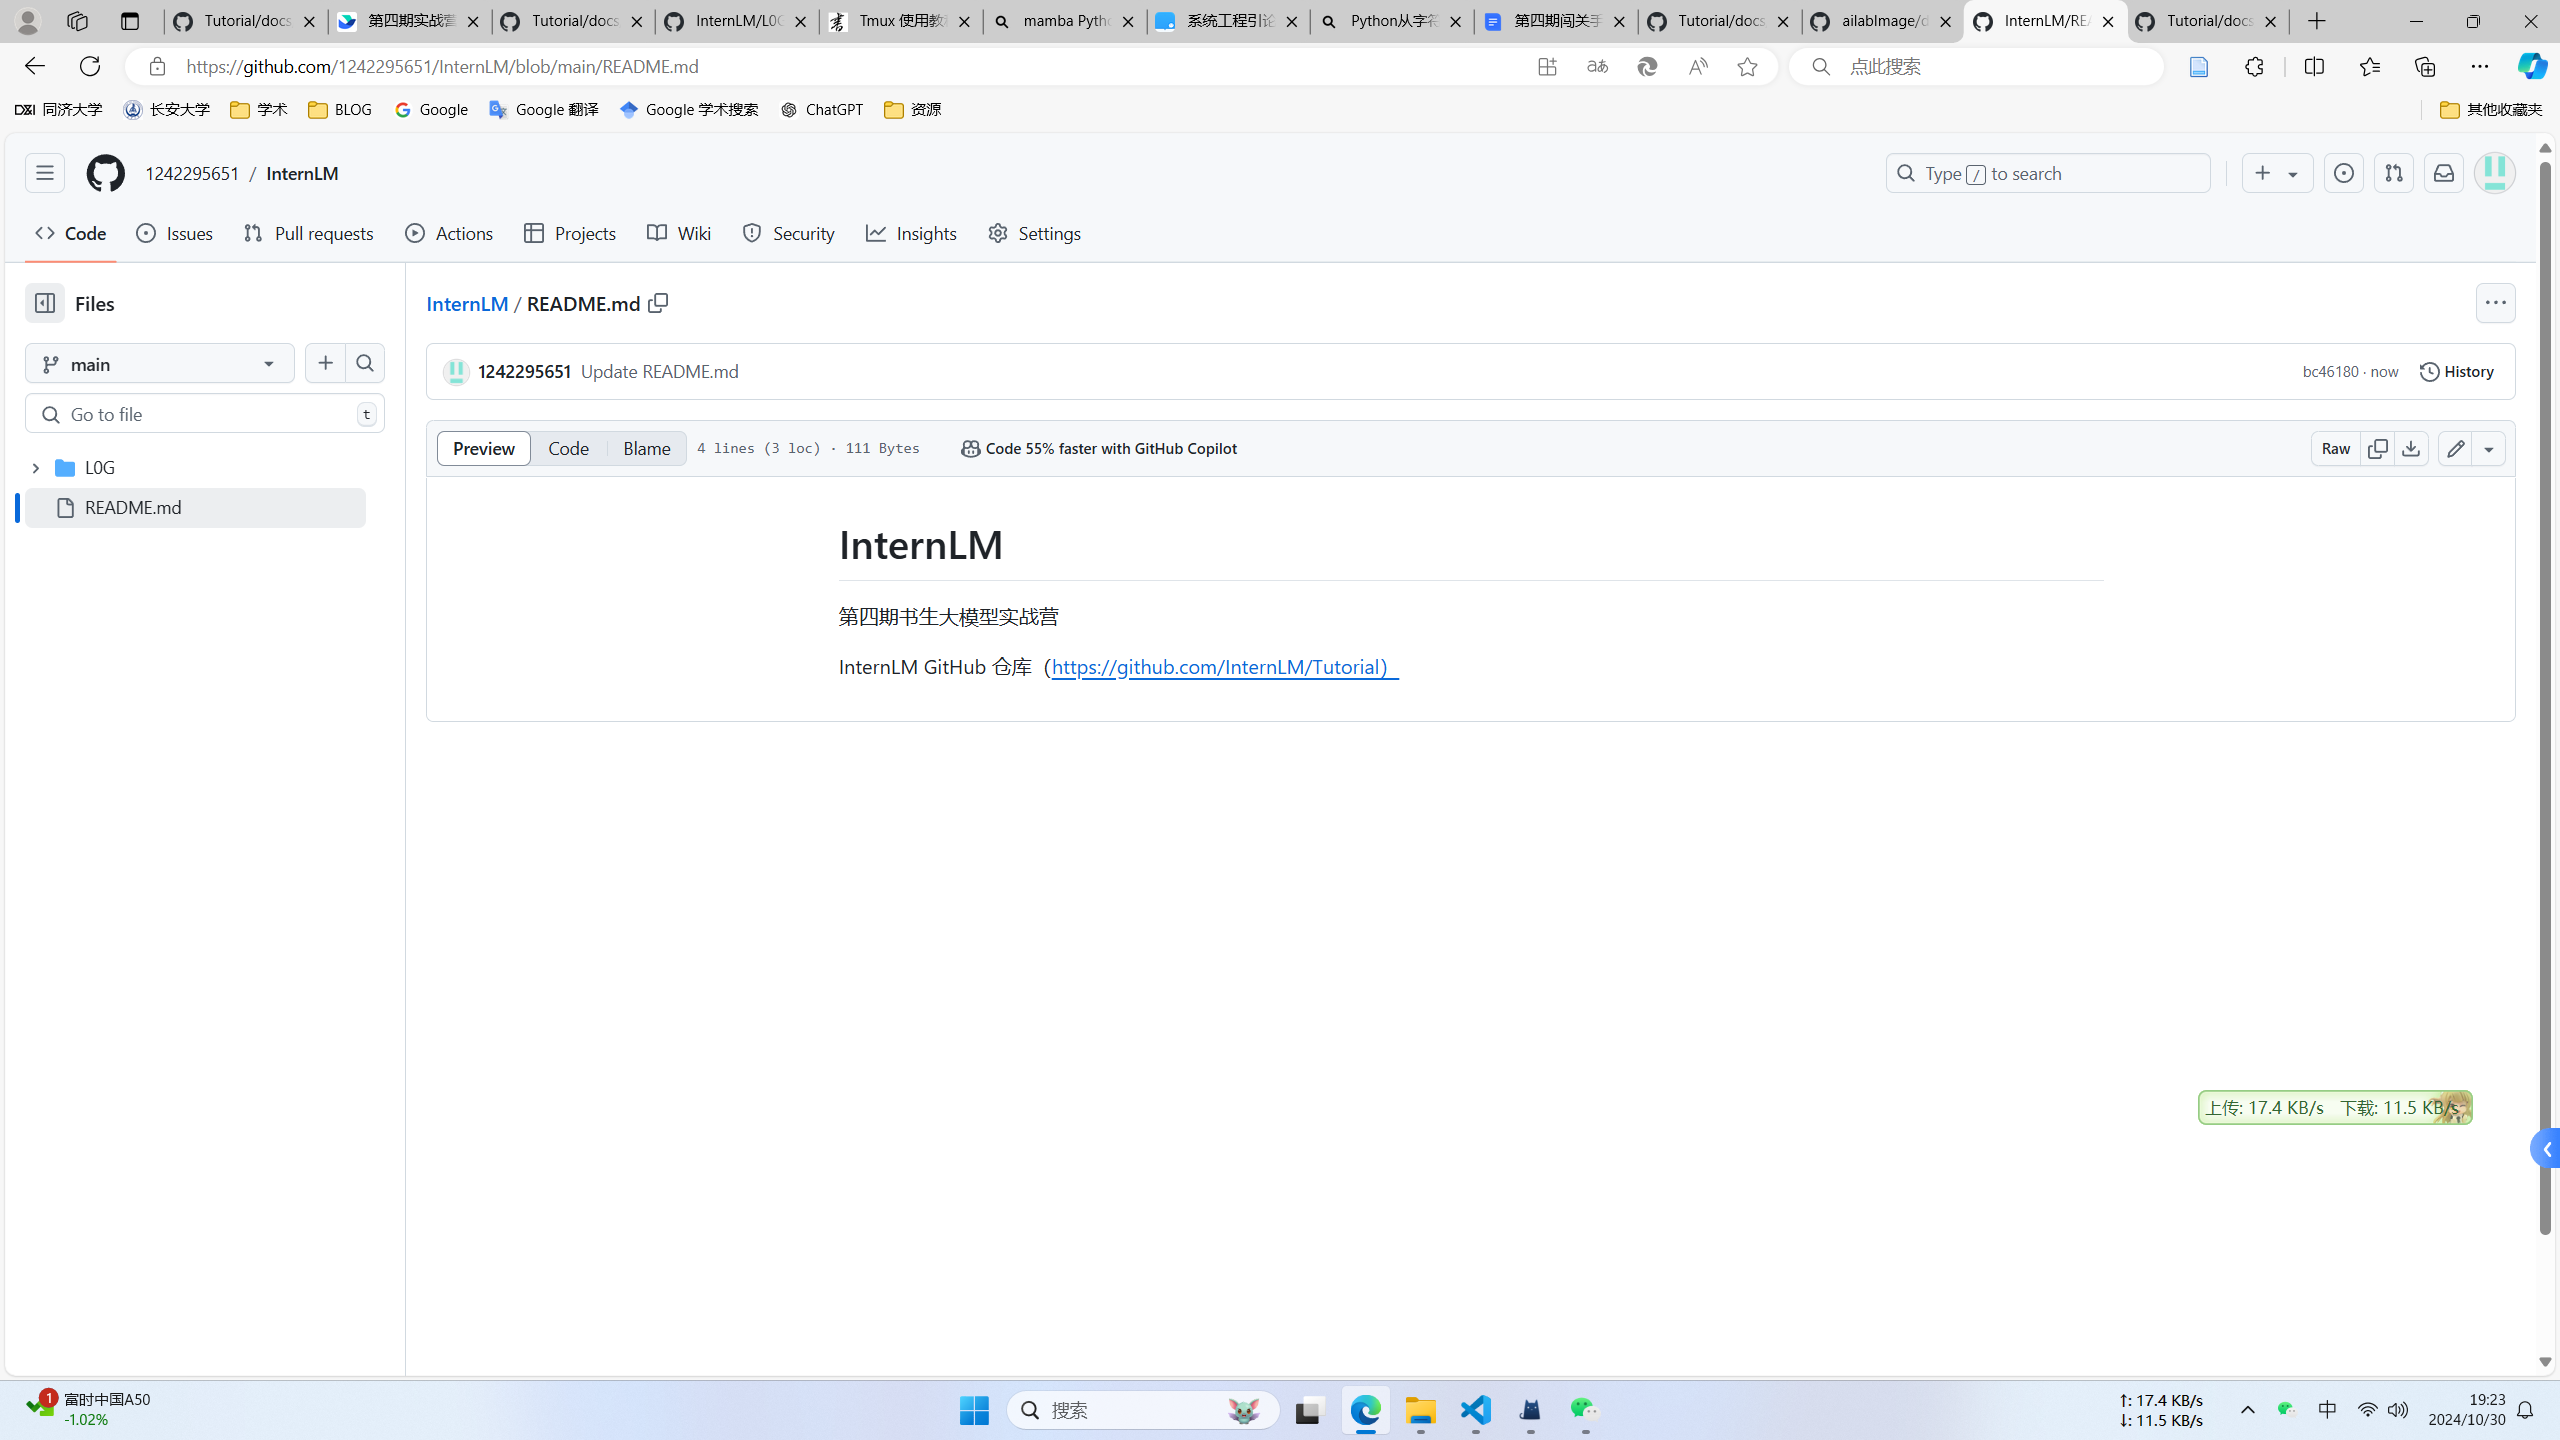 Tutorial/docs
第四期实战营
Tutorial/docs
InternLM/L0G
Tmux 使用教程
mamba Pytho
系统工程引论
Python从字符
第四期闯关手
Tutorial/docs
ailabImage/d
InternLM/REA
Tutorial/docs
https://github.com/1242295651/InternLM/blob/main/README.md
点此搜索
同济大学
长安大学
学术
BLOG
Google
Google 翻译
Google 学术搜索
ChatGPT
资源
其他收藏夹
1242295651 / InternLM
Type / to search
Code
Issues
Pull requests
Actions
Projects
Wiki
Security
Insights
Settings
Files
InternLM / README.md
main
1242295651 Update README.md
bc46180 · now
History
Go to file
t
Preview
Code
Blame
4 lines (3 loc) · 111 Bytes
Code 55% faster with GitHub Copilot
Raw
L0G
README.md
InternLM
第四期书生大模型实战营
InternLM GitHub 仓库（https://github.com/InternLM/Tutorial）
上传: 17.4 KB/s 下载: 11.5 KB/s
1
富时中国A50
-1.02%
搜索
↑: 17.4 KB/s
↓: 11.5 KB/s
中
19:23
2024/10/30